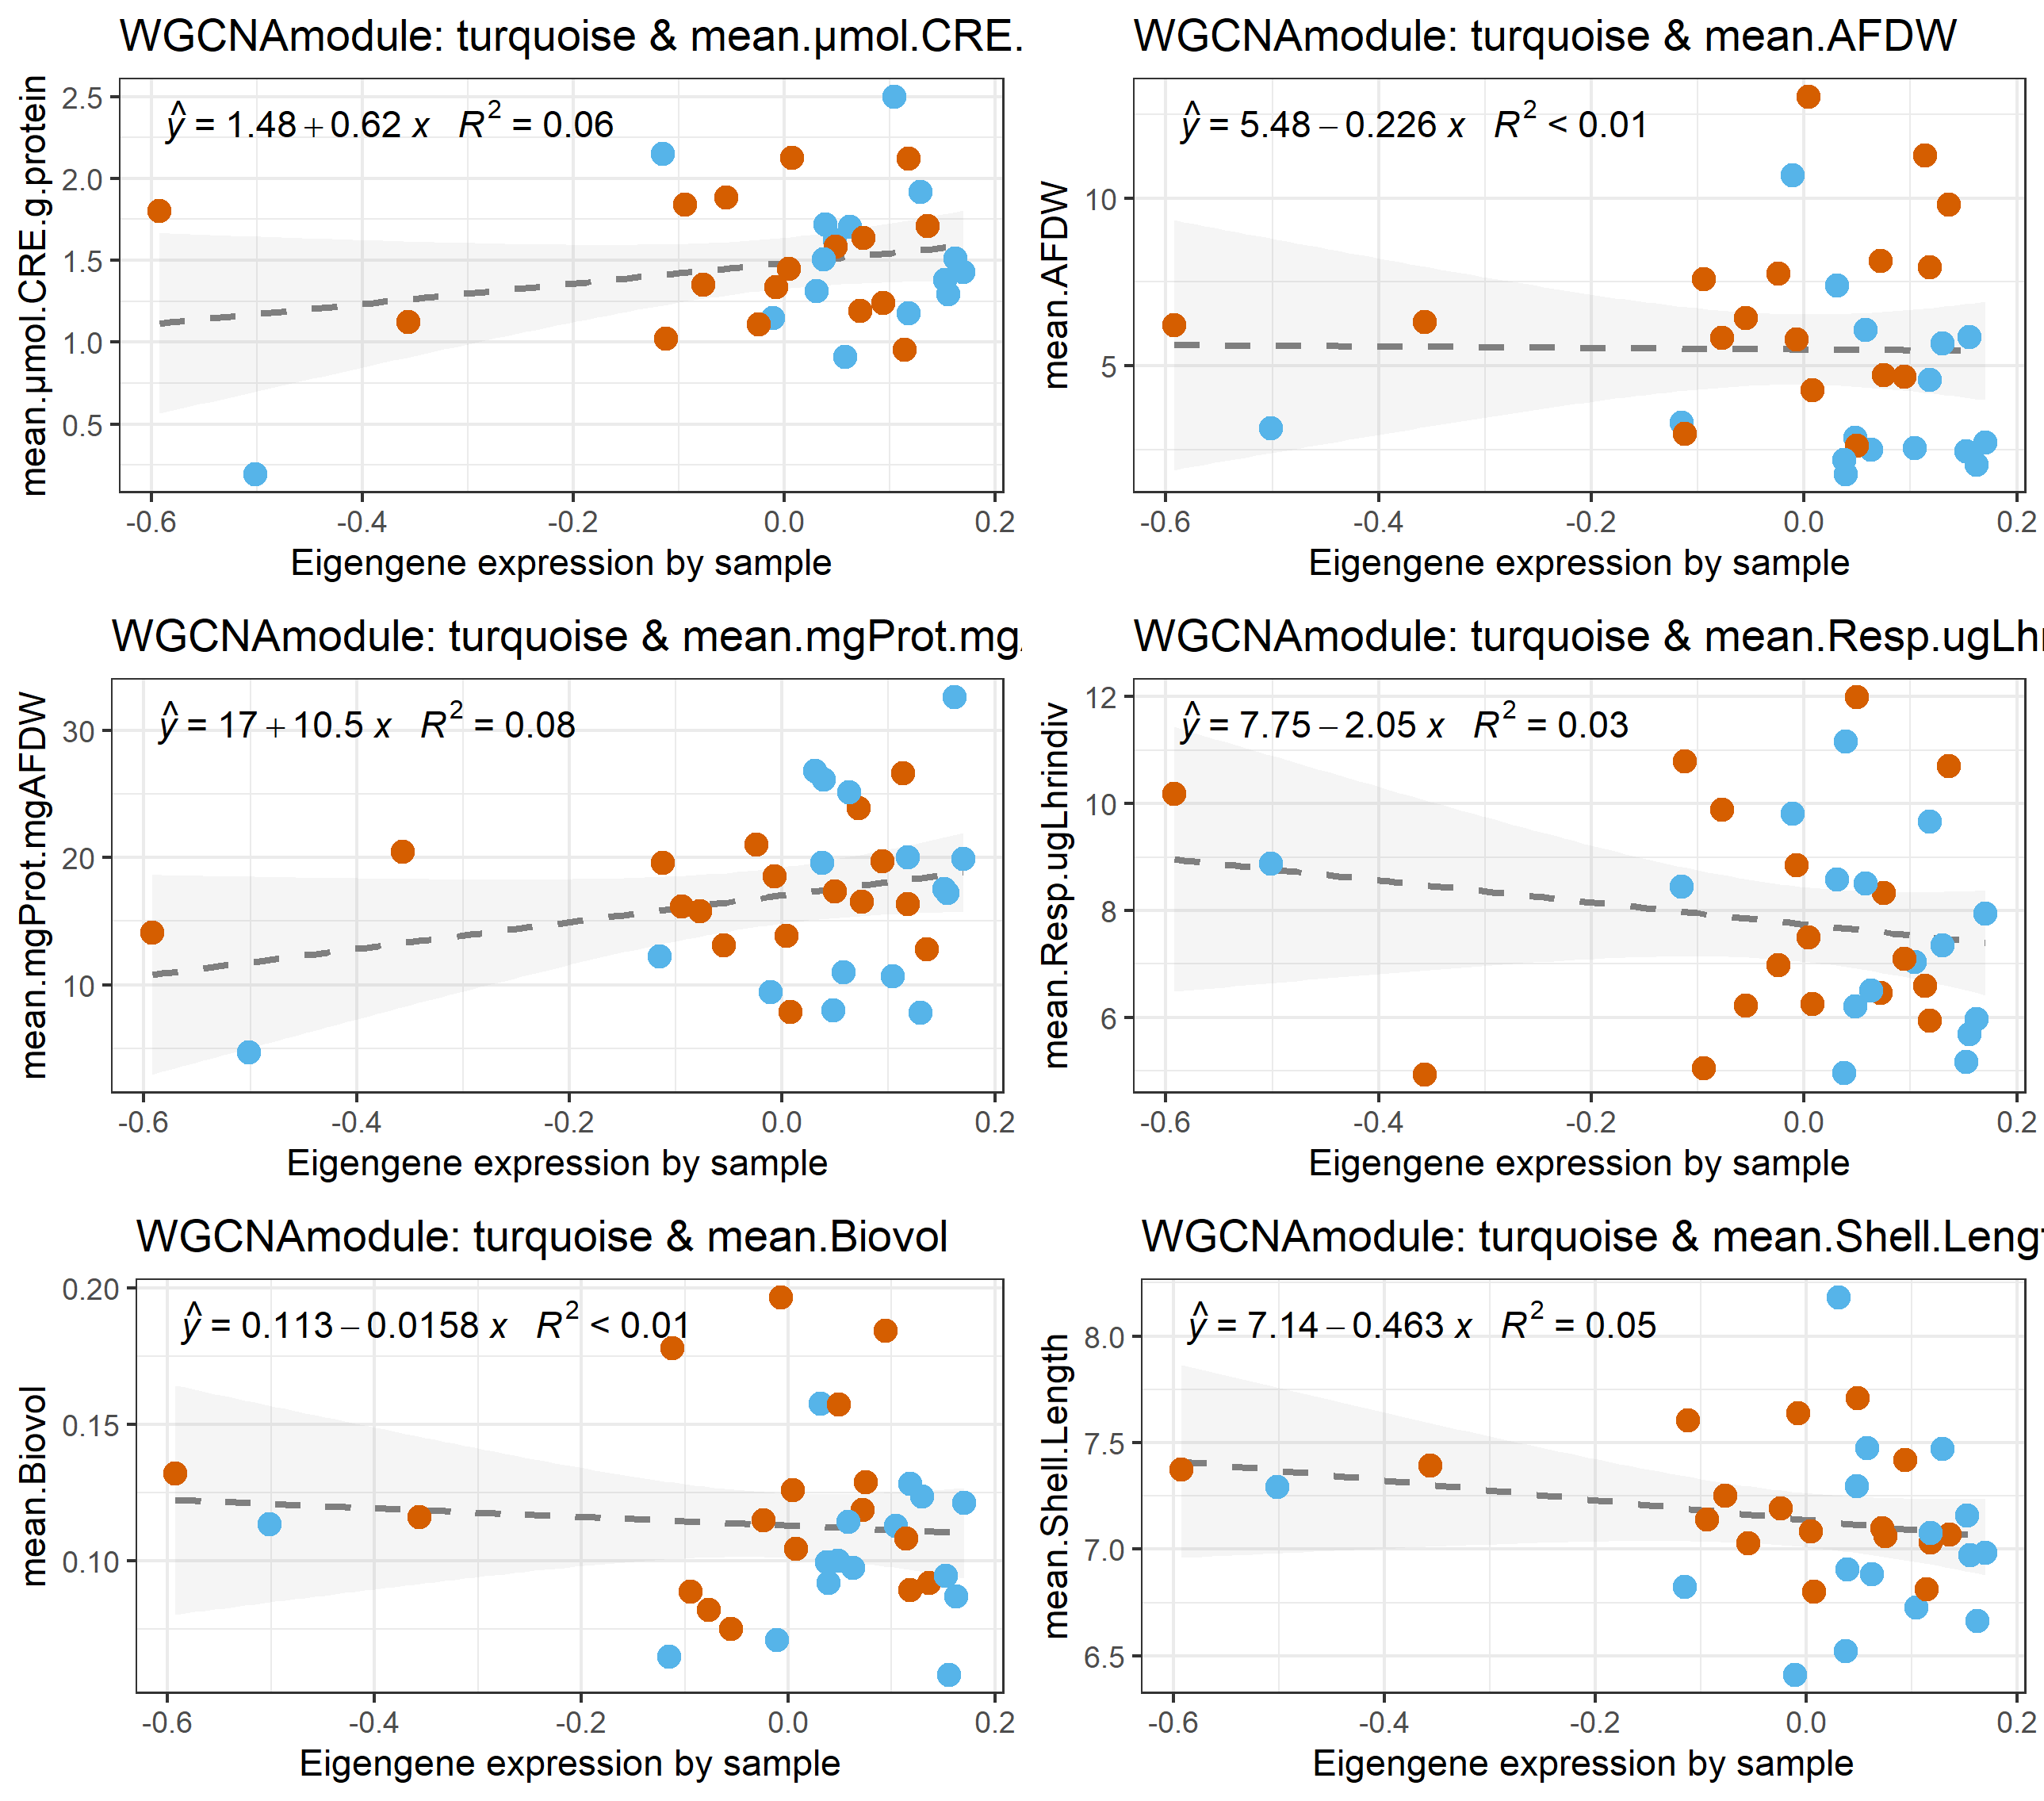 WGCNAmodule: turquoise & mean.µmol.CRE.
ŷ = 1.48 + 0.62 x R² = 0.06
mean.µmol.CRE.g.protein
2.5
2.0
1.5
1.0
0.5
-0.6 -0.4 -0.2 0.0 0.2
Eigengene expression by sample
WGCNAmodule: turquoise & mean.AFDW
ŷ = 5.48 − 0.226 x R² < 0.01
mean.AFDW
10
5
-0.6 -0.4 -0.2 0.0 0.2
Eigengene expression by sample
WGCNAmodule: turquoise & mean.mgProt.mg
ŷ = 17 + 10.5 x R² = 0.08
mean.mgProt.mgAFDW
30
20
10
-0.6 -0.4 -0.2 0.0 0.2
Eigengene expression by sample
WGCNAmodule: turquoise & mean.Resp.ugLhr
ŷ = 7.75 − 2.05 x R² = 0.03
mean.Resp.ugLhrindiv
12
10
8
6
-0.6 -0.4 -0.2 0.0 0.2
Eigengene expression by sample
WGCNAmodule: turquoise & mean.Biovol
ŷ = 0.113 − 0.0158 x R² < 0.01
mean.Biovol
0.20
0.15
0.10
-0.6 -0.4 -0.2 0.0 0.2
Eigengene expression by sample
WGCNAmodule: turquoise & mean.Shell.Leng
ŷ = 7.14 − 0.463 x R² = 0.05
mean.Shell.Length
8.0
7.5
7.0
6.5
-0.6 -0.4 -0.2 0.0 0.2
Eigengene expression by sample